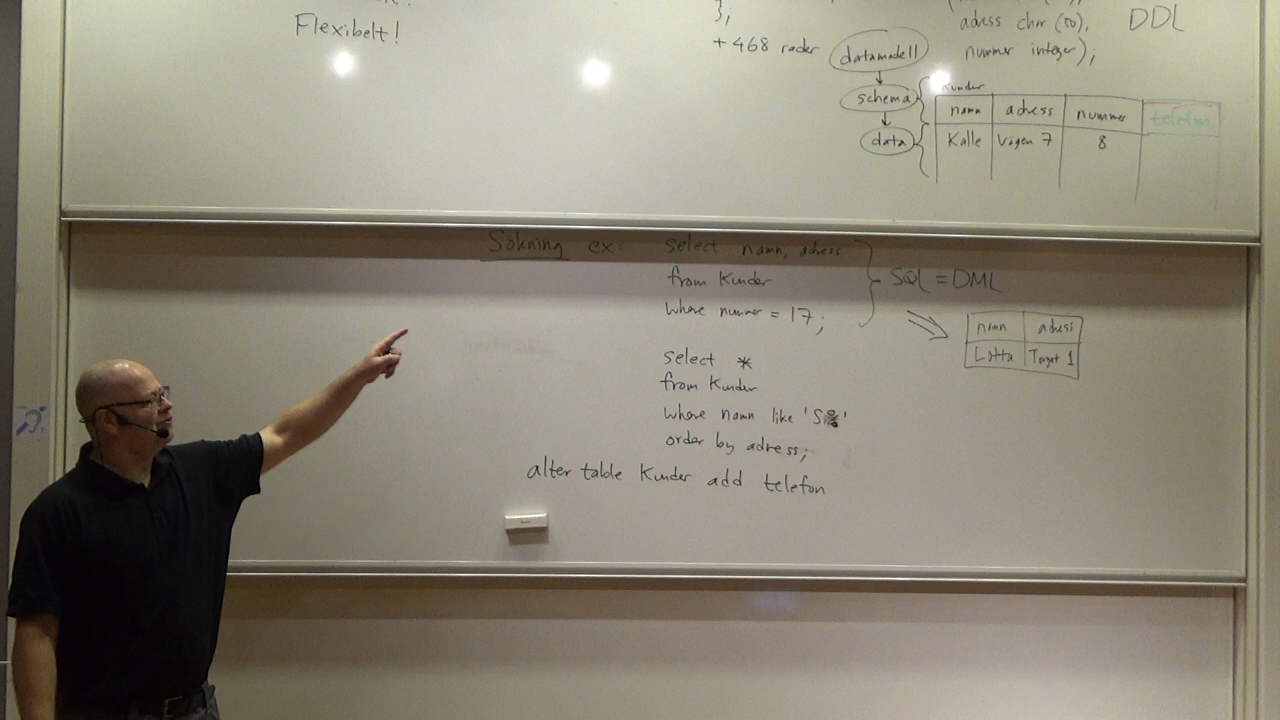 Flexibelt!
};
+ 468 rader
adress char (50),
nummer integer);
DDL
datamodell
schema
data
Kunder
namn adress nummer telefon
Kalle Vägen 7 8
Sökning ex: select namn, adress
from Kunder
where nummer = 17;
SQL = DML
namn adress
Lotta Torget 1
select *
from Kunder
where namn like 'S%'
order by adress;
alter table Kunder add telefon